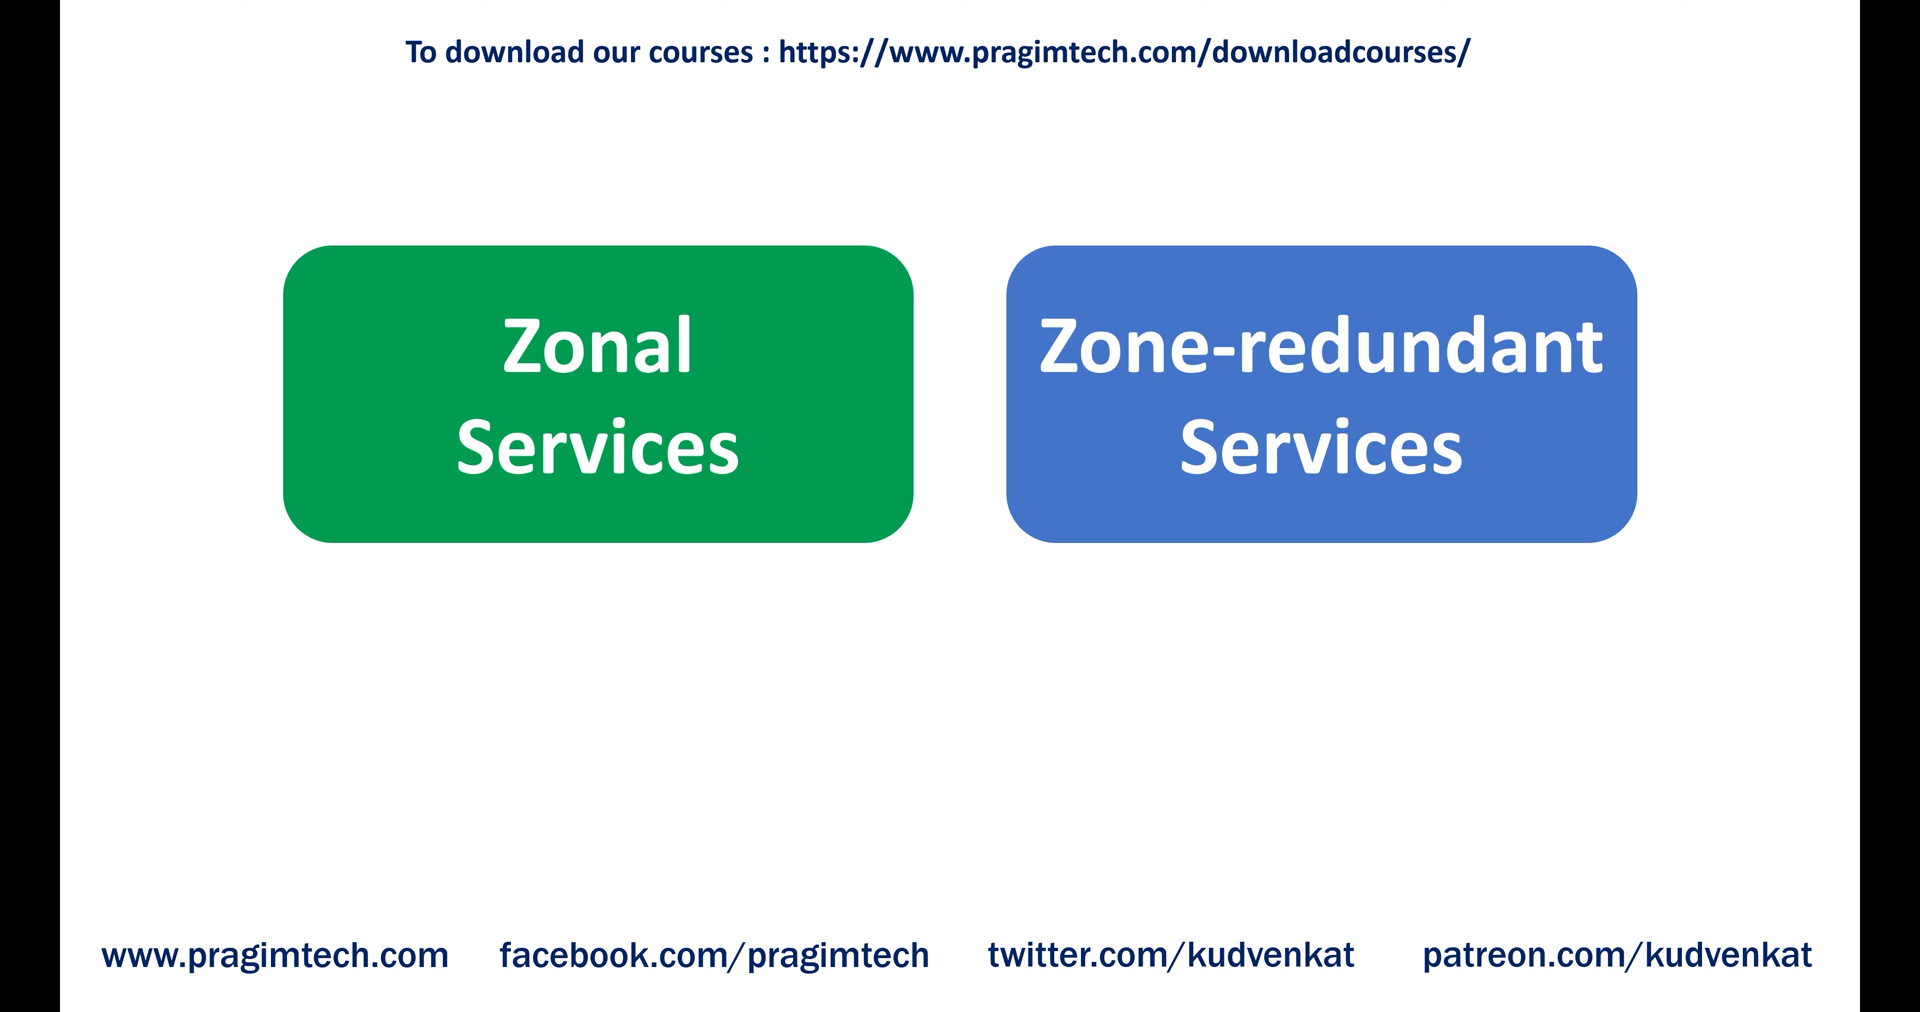 To download our courses : https://www.pragimtech.com/downloadcourses/
Zonal
Services
Zone-redundant
Services
www.pragimtech.com facebook.com/pragimtech twitter.com/kudvenkat patreon.com/kudvenkat